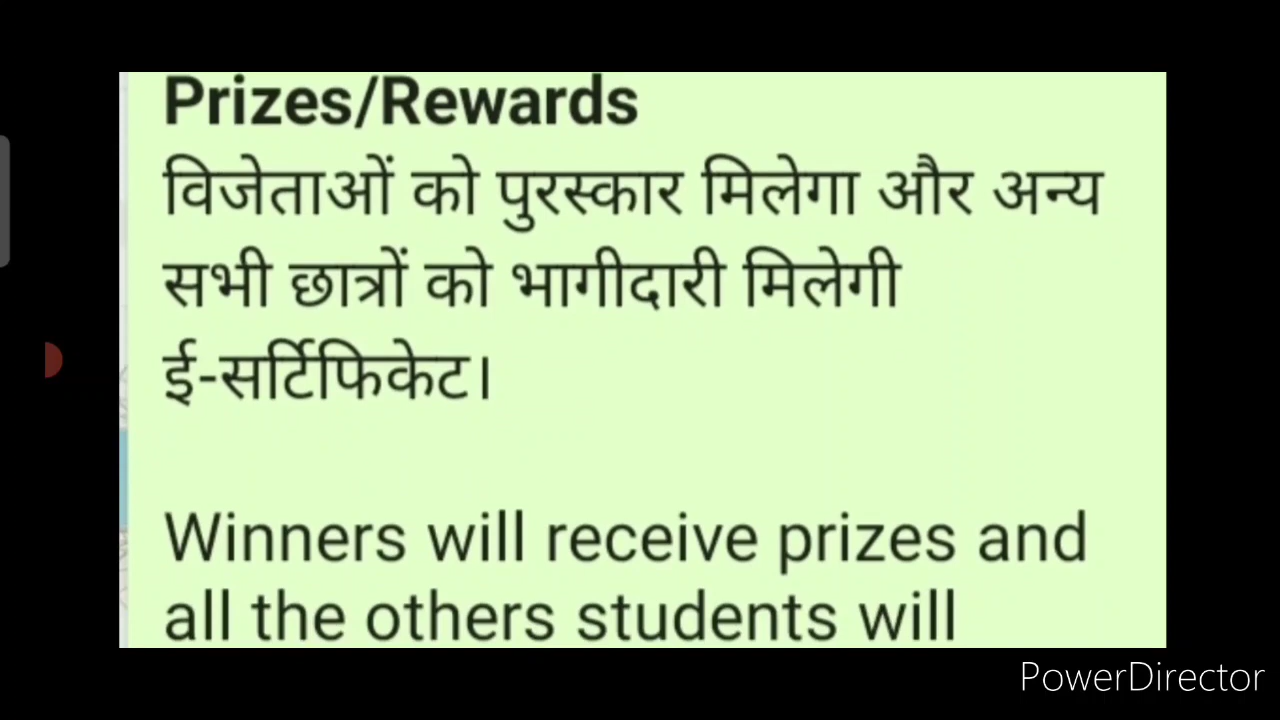 Prizes/Rewards
विजेताओं को पुरस्कार मिलेगा और अन्य
सभी छात्रों को भागीदारी मिलेगी
ई-सर्टिफिकेट।
Winners will receive prizes and
all the others students will
PowerDirector